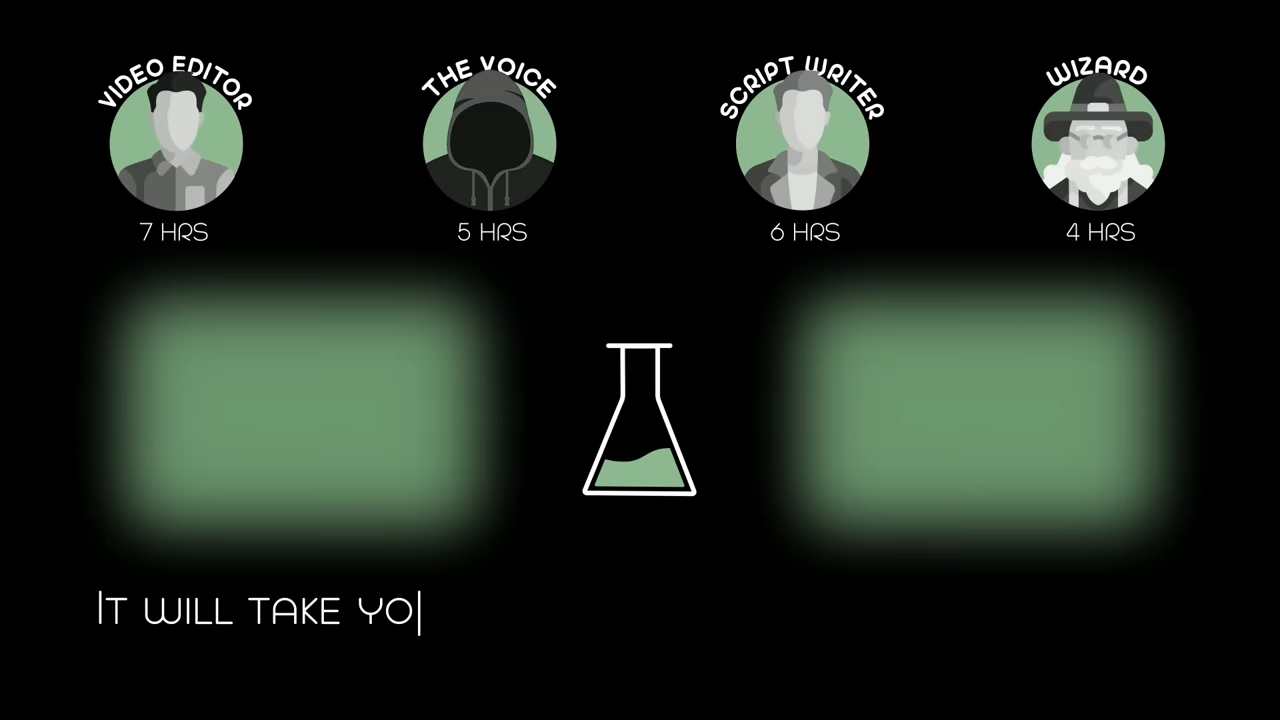 VIDEO EDITOR
THE VOICE
SCRIPT WRITER
WIZARD
7 HRS
5 HRS
6 HRS
4 HRS
IT WILL TAKE YO